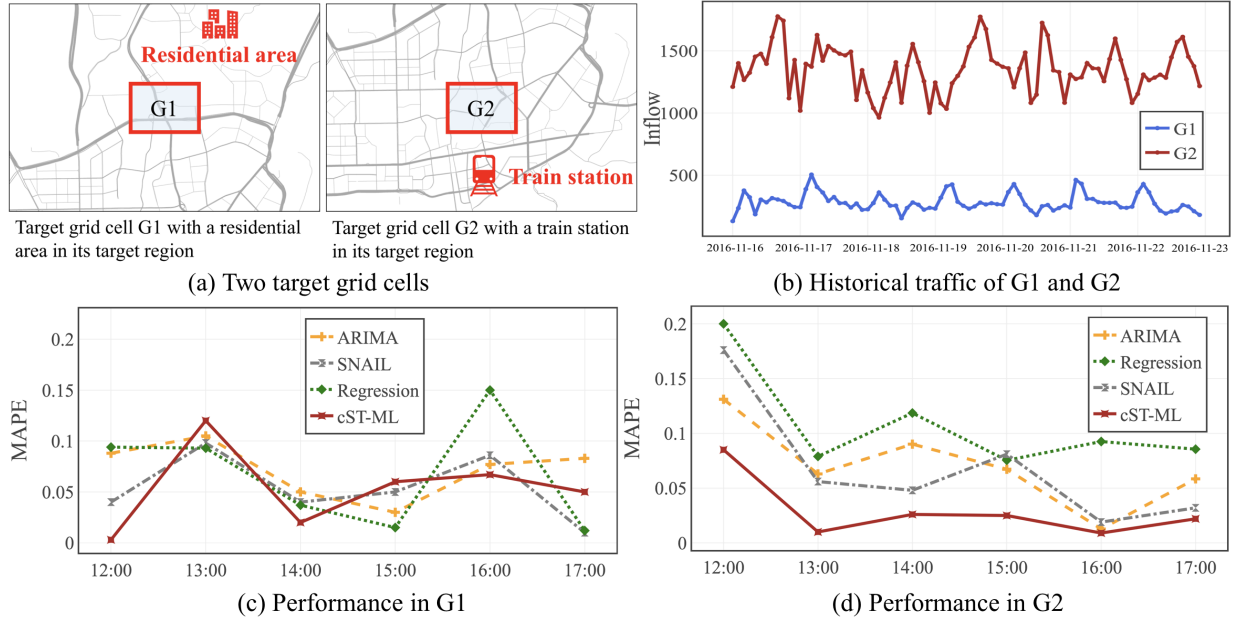 Residential area
G1
G2
Train station
Target grid cell G1 with a residential
area in its target region
Target grid cell G2 with a train station
in its target region
(a) Two target grid cells
Inflow
1500
1000
500
G1
G2
2016-11-16
2016-11-17
2016-11-18
2016-11-19
2016-11-20
2016-11-21
2016-11-22
2016-11-23
(b) Historical traffic of G1 and G2
MAPE
0.2
0.15
0.1
0.05
0
ARIMA
SNAIL
Regression
cST-ML
12:00
13:00
14:00
15:00
16:00
17:00
(c) Performance in G1
MAPE
0.2
0.15
0.1
0.05
0
ARIMA
Regression
SNAIL
cST-ML
12:00
13:00
14:00
15:00
16:00
17:00
(d) Performance in G2